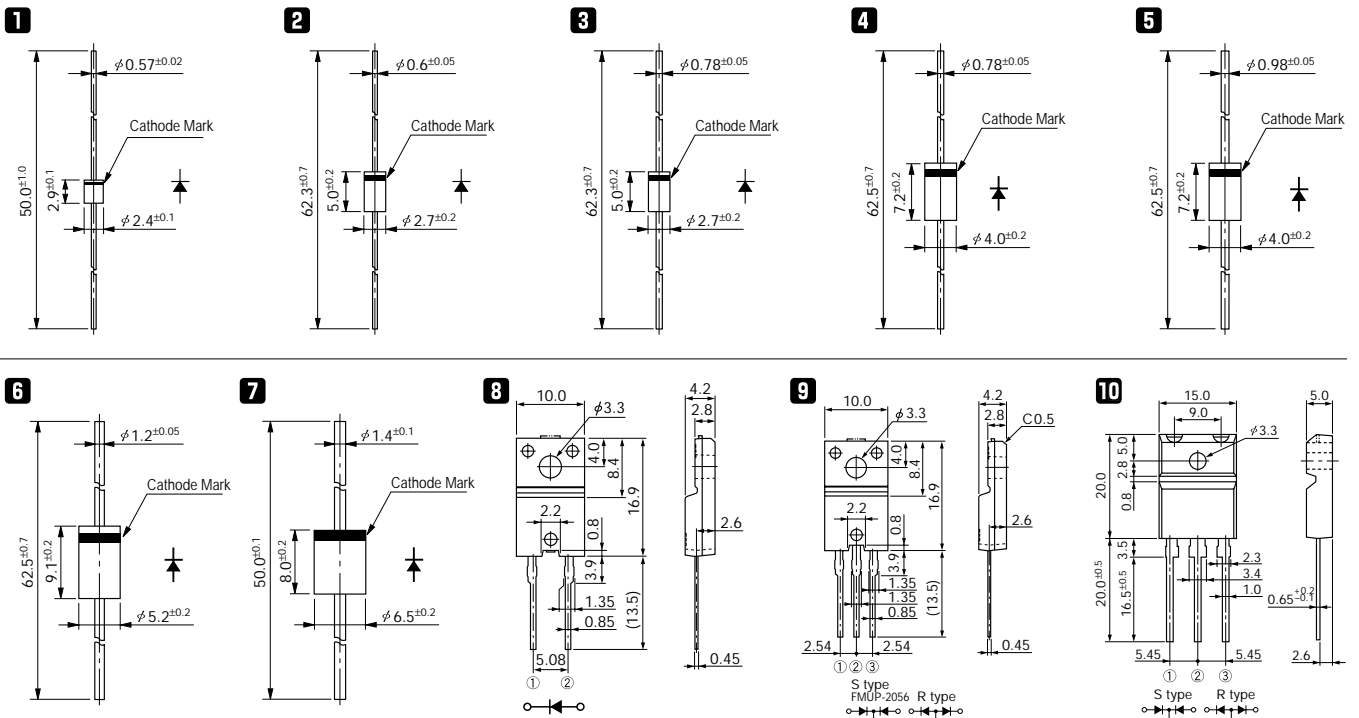 1
φ0.57±0.02
Cathode Mark
50.0±1.0
2.9±0.1
φ2.4±0.1
2
φ0.6±0.05
Cathode Mark
62.3±0.7
5.0±0.2
φ2.7±0.2
3
φ0.78±0.05
Cathode Mark
62.3±0.7
5.0±0.2
φ2.7±0.2
4
φ0.78±0.05
Cathode Mark
62.5±0.7
7.2±0.2
φ4.0±0.2
5
φ0.98±0.05
Cathode Mark
62.5±0.7
7.2±0.2
φ4.0±0.2
6
φ1.2±0.05
Cathode Mark
62.5±0.7
9.1±0.2
φ5.2±0.2
7
φ1.4±0.1
Cathode Mark
50.0±0.1
8.0±0.2
φ6.5±0.2
8
10.0
φ3.3
4.0
8.4
16.9
2.2
0.8
3.9
1.35
0.85
(13.5)
5.08
① ②
4.2
2.8
2.6
0.45
9
10.0
φ3.3
4.0
8.4
16.9
2.2
0.8
3.9
1.35
1.35
0.85
(13.5)
2.54 2.54
① ② ③
S type
FMUP-2056 R type
4.2
2.8
C0.5
2.6
0.45
10
15.0
9.0
φ3.3
5.0
2.8
0.8
20.0
3.5
20.0±0.5
16.5±0.5
2.3
3.4
1.0
5.45 5.45
① ② ③
S type R type
5.0
0.65+0.2−0.1
2.6